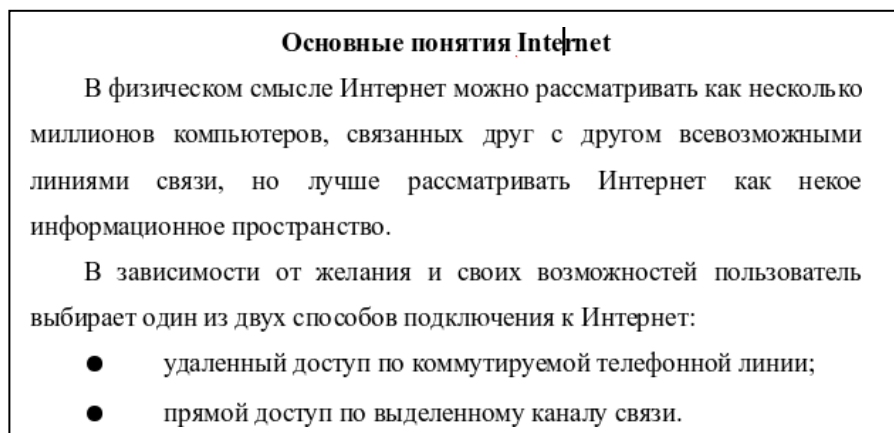 Основные понятия Internet
В физическом смысле Интернет можно рассматривать как несколько
миллионов компьютеров, связанных друг с другом всевозможными
линиями связи, но лучше рассматривать Интернет как некое
информационное пространство.
В зависимости от желания и своих возможностей пользователь
выбирает один из двух способов подключения к Интернет:
● удаленный доступ по коммутируемой телефонной линии;
● прямой доступ по выделенному каналу связи.